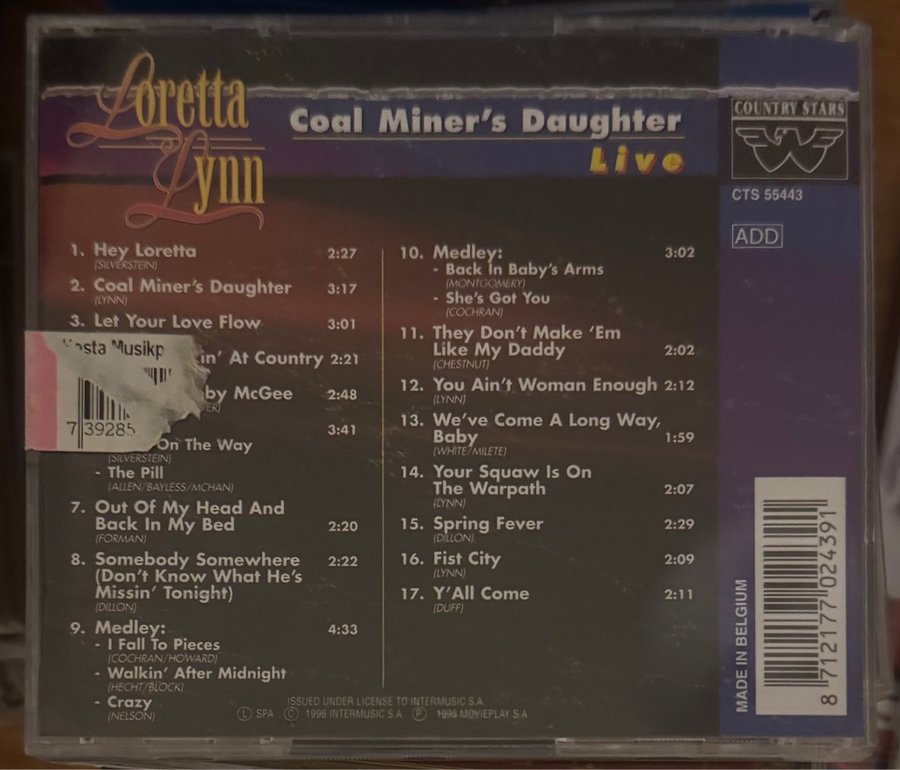 Loretta Lynn
Coal Miner's Daughter
Live
COUNTRY STARS
CTS 55443
ADD
1. Hey Loretta 2:27
(SILVERSTEIN)
2. Coal Miner's Daughter 3:17
(LYNN)
3. Let Your Love Flow 3:01
in' At Country 2:21
by McGee 2:48
3:41
On The Way
(SILVERSTEIN)
- The Pill
(ALLEN/BAYLESS/MCHAN)
7. Out Of My Head And
Back In My Bed 2:20
(FORMAN)
8. Somebody Somewhere 2:22
(Don't Know What He's
Missin' Tonight)
(DILLON)
9. Medley: 4:33
- I Fall To Pieces
(COCHRAN/HOWARD)
- Walkin' After Midnight
(HECHT/BLOCK)
- Crazy
(NELSON)
10. Medley: 3:02
- Back In Baby's Arms
(MONTGOMERY)
- She's Got You
(COCHRAN)
11. They Don't Make 'Em
Like My Daddy 2:02
(CHESTNUT)
12. You Ain't Woman Enough 2:12
(LYNN)
13. We've Come A Long Way,
Baby 1:59
(WHITE/MILETE)
14. Your Squaw Is On
The Warpath 2:07
(LYNN)
15. Spring Fever 2:29
(DILLON)
16. Fist City 2:09
(LYNN)
17. Y'All Come 2:11
(DUFF)
ISSUED UNDER LICENSE TO INTERMUSIC S.A.
Ⓛ SPA Ⓒ 1996 INTERMUSIC S.A. Ⓟ 1996 MOVIEPLAY S.A
MADE IN BELGIUM
8 712177 024391
Musikp
7 39285